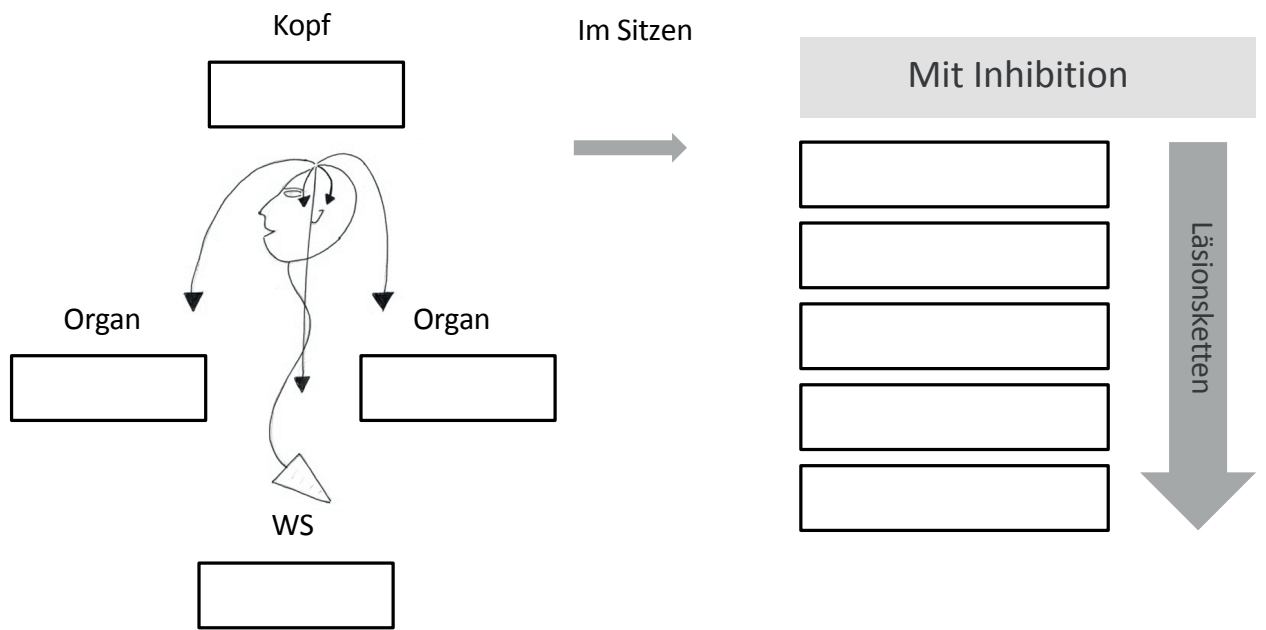 Kopf
Im Sitzen
Mit Inhibition
Läsionsketten
Organ
Organ
WS